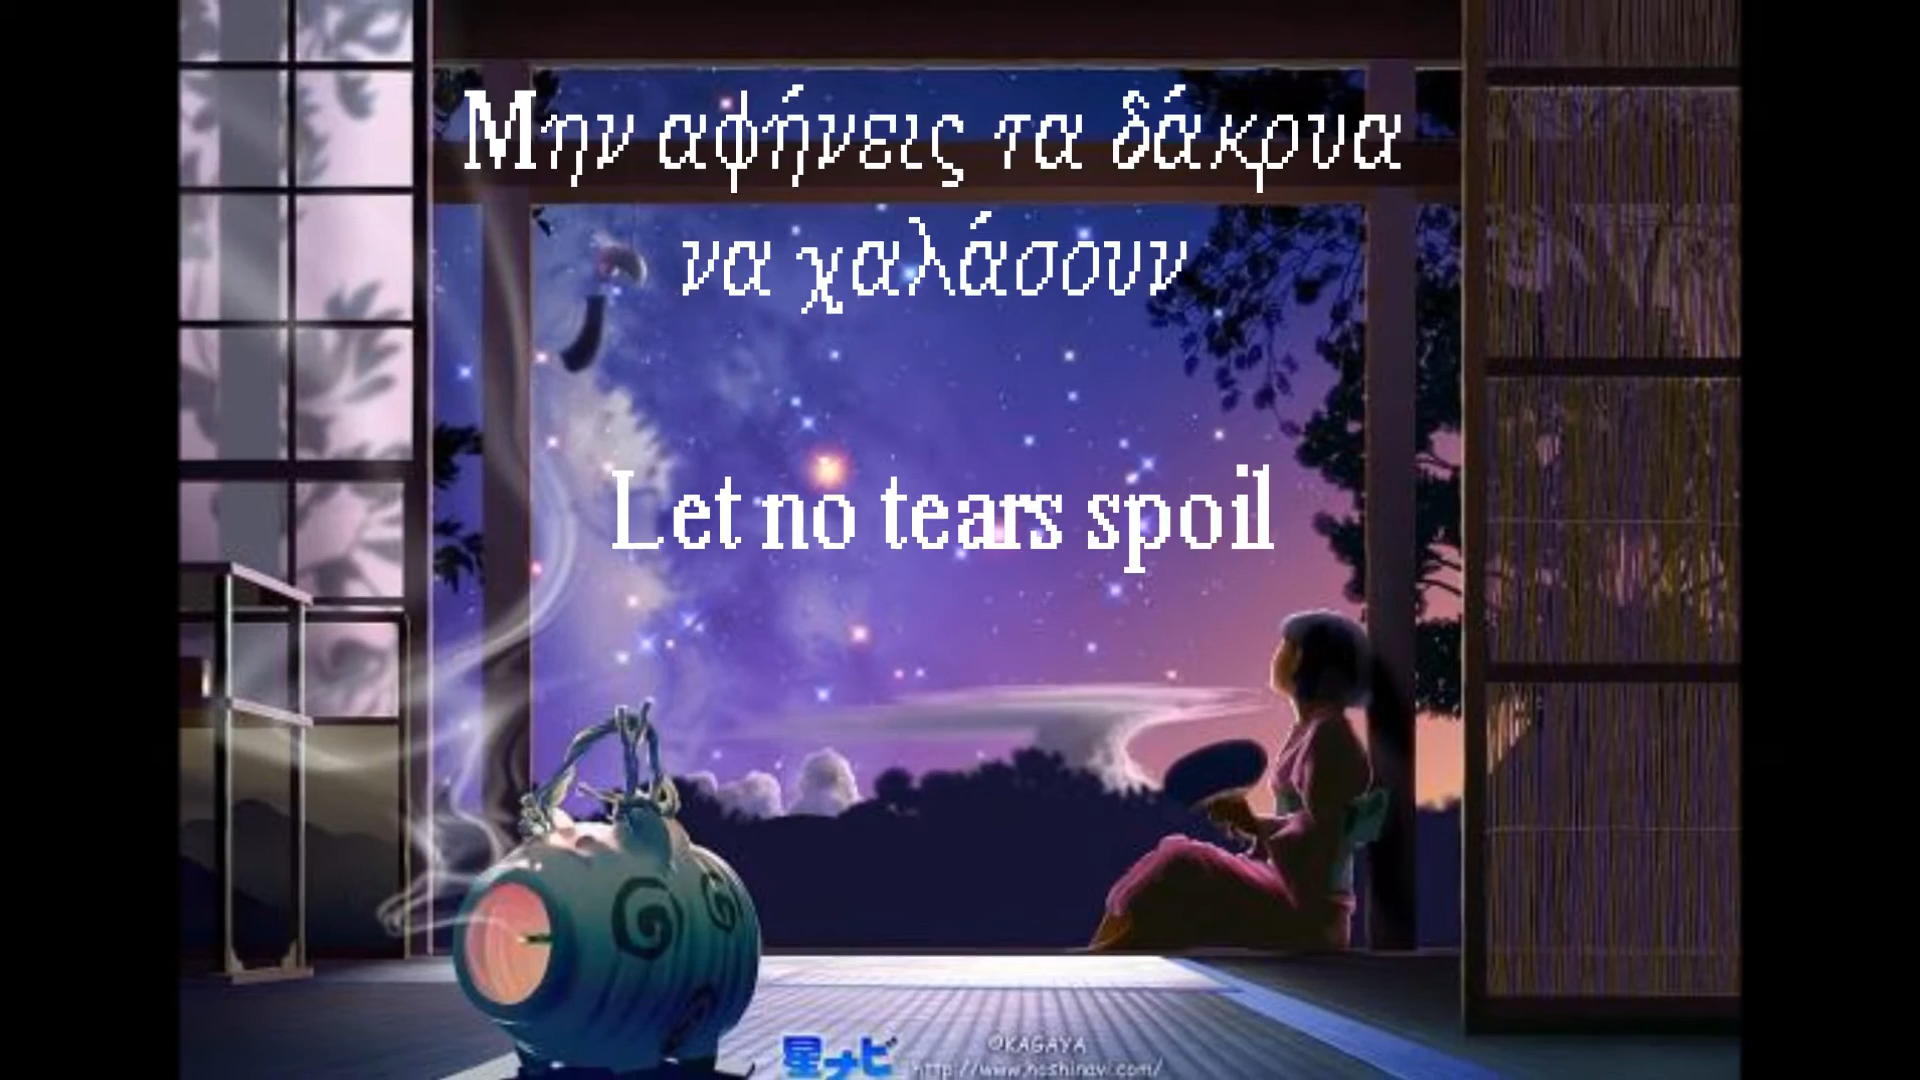 Μην αφήνεις τα δάκρυα
να χαλάσουν
Let no tears spoil
星ナビ
©KAGAYA
http://www.hoshinavi.com/